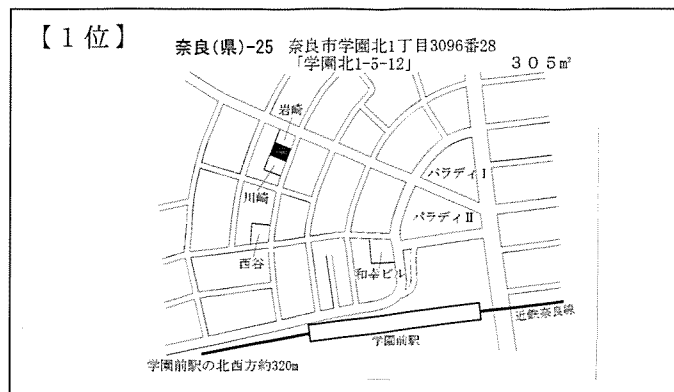 【1位】
奈良(県)-25 奈良市学園北1丁目3096番28
「学園北1-5-12」 305㎡
岩崎
パラディⅠ
川崎
パラディⅡ
西谷
和幸ビル
近鉄奈良線
学園前駅
学園前駅の北西方約320m